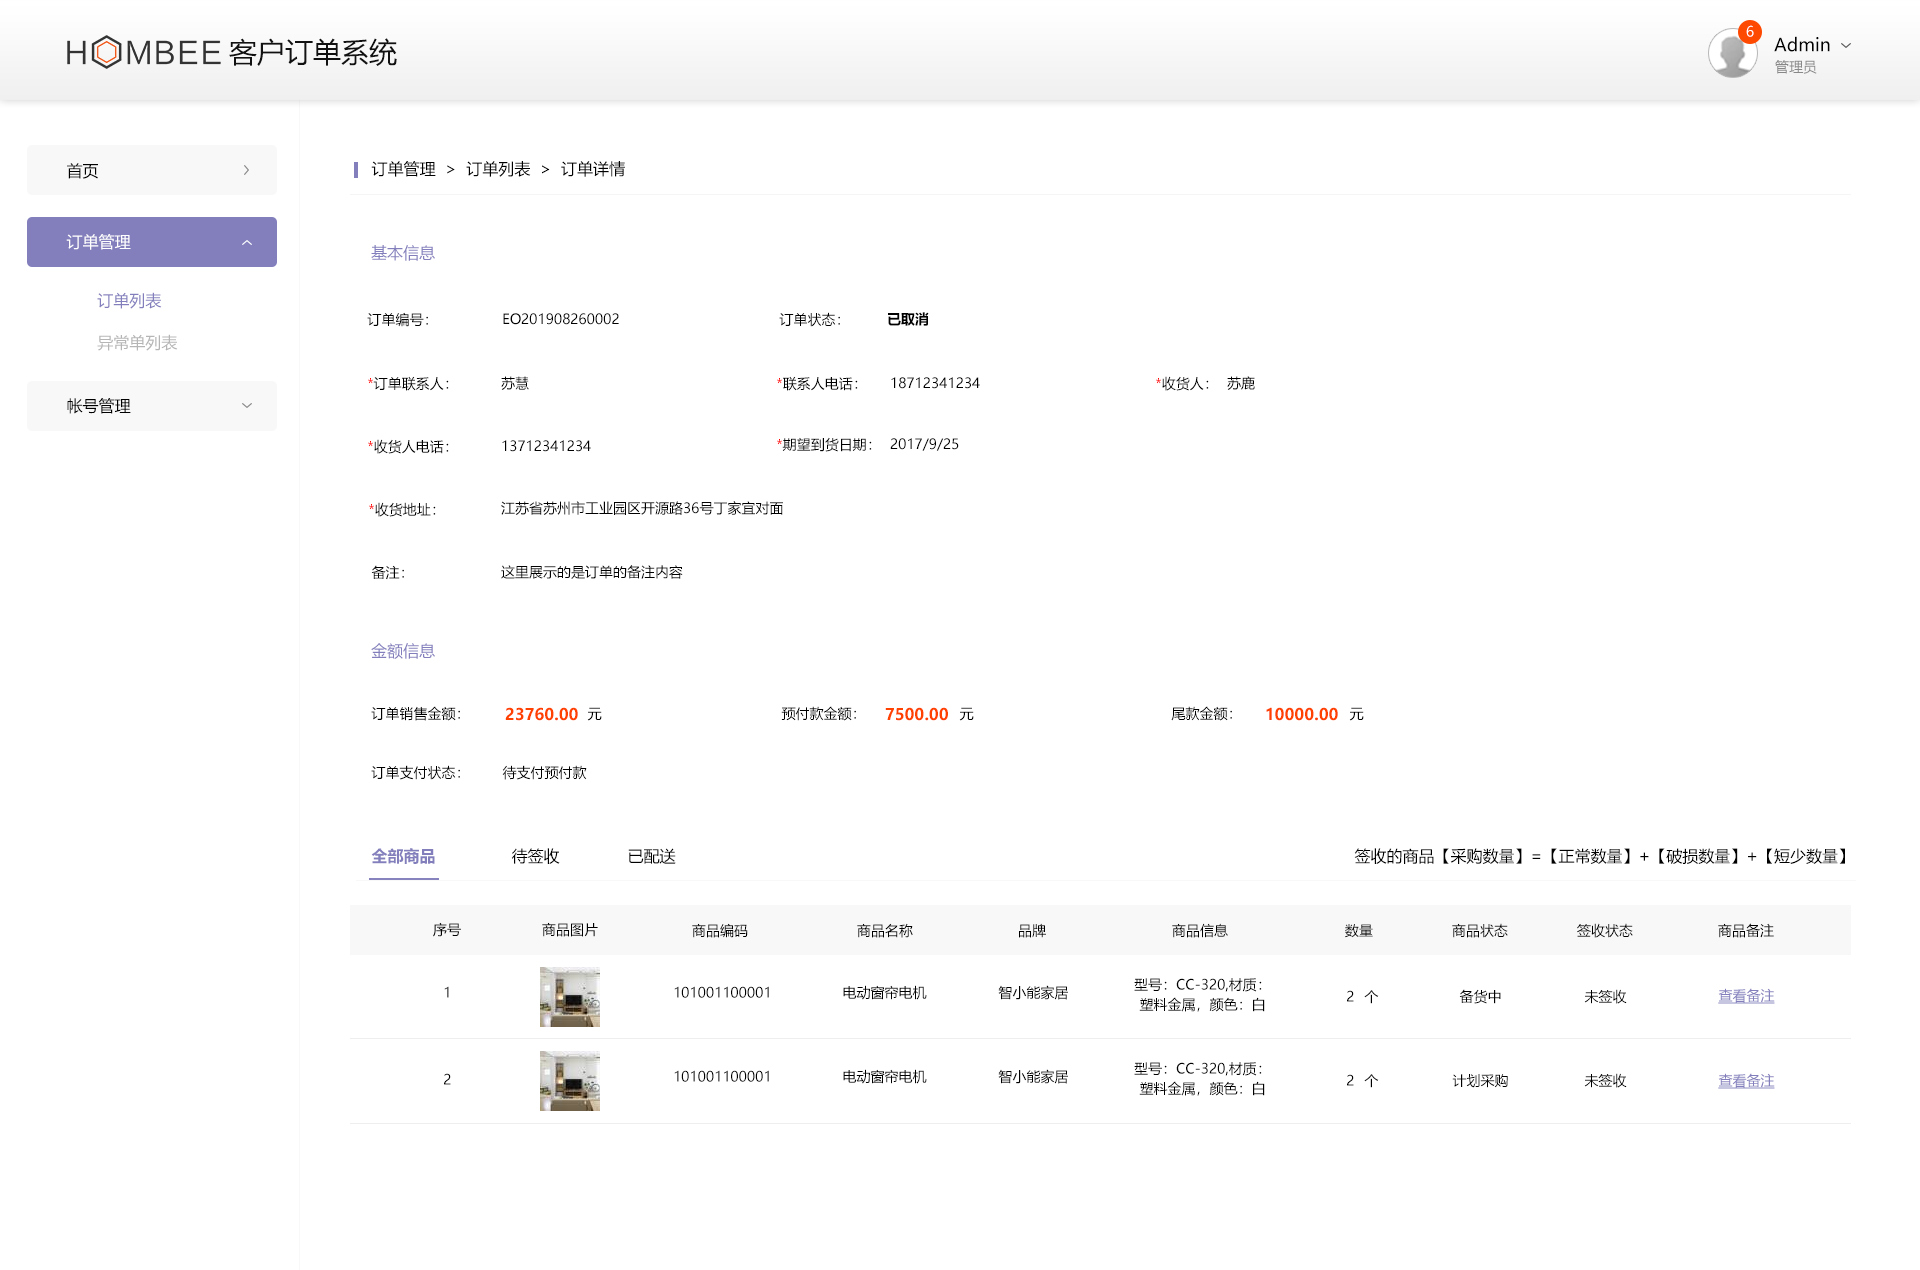 HOMBEE 客户订单系统
6
Admin
管理员
首页
订单管理
订单列表
异常单列表
帐号管理
订单管理 > 订单列表 > 订单详情
基本信息
订单编号： EO201908260002 订单状态： 已取消
*订单联系人： 苏慧 *联系人电话： 18712341234 *收货人： 苏鹿
*收货人电话： 13712341234 *期望到货日期： 2017/9/25
*收货地址： 江苏省苏州市工业园区开源路36号丁家宜对面
备注： 这里展示的是订单的备注内容
金额信息
订单销售金额： 23760.00 元 预付款金额： 7500.00 元 尾款金额： 10000.00 元
订单支付状态： 待支付预付款
全部商品 待签收 已配送 签收的商品【采购数量】=【正常数量】+【破损数量】+【短少数量】
序号 商品图片 商品编码 商品名称 品牌 商品信息 数量 商品状态 签收状态 商品备注
1 101001100001 电动窗帘电机 智小能家居 型号：CC-320,材质： 2 个 备货中 未签收 查看备注
塑料金属，颜色：白
2 101001100001 电动窗帘电机 智小能家居 型号：CC-320,材质： 2 个 计划采购 未签收 查看备注
塑料金属，颜色：白